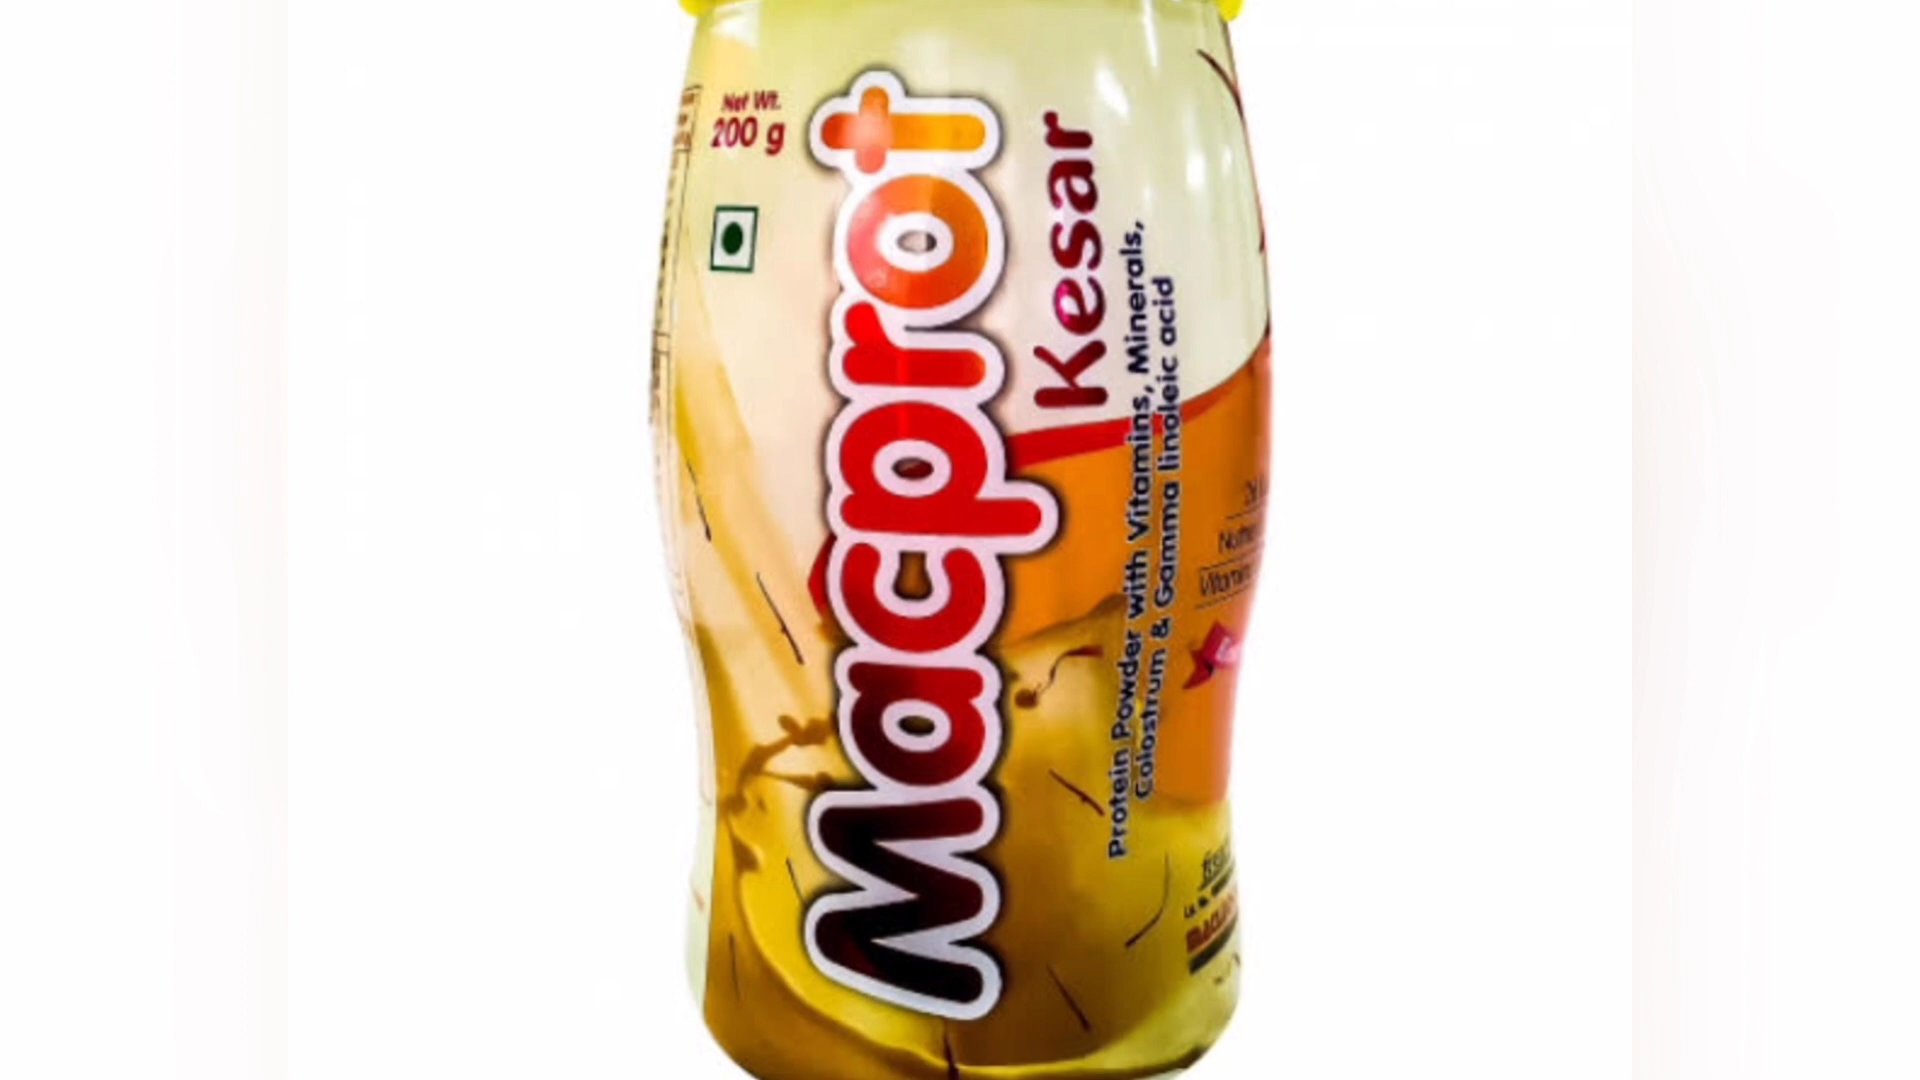 Net Wt.
200 g
Macprot
Kesar
Protein Powder with Vitamins, Minerals,
Colostrum & Gamma linoleic acid